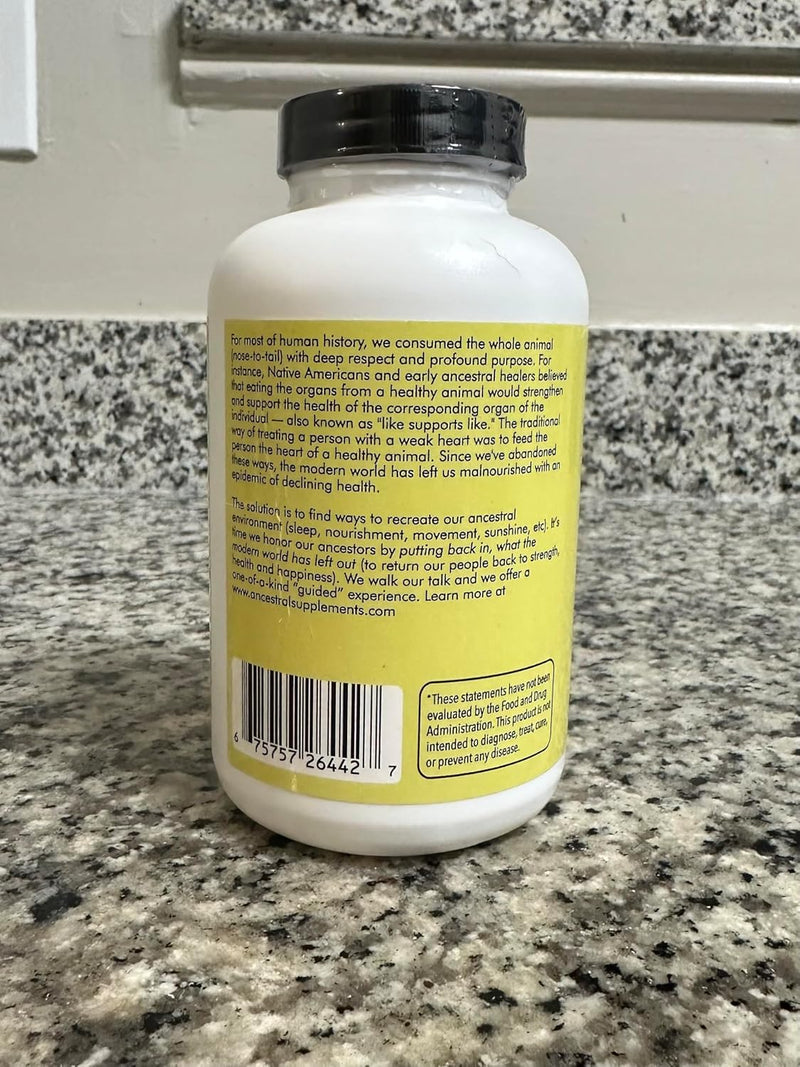 For most of human history, we consumed the whole animal
(nose-to-tail) with deep respect and profound purpose. For
instance, Native Americans and early ancestral healers believed
that eating the organs from a healthy animal would strengthen
and support the health of the corresponding organ of the
individual — also known as "like supports like." The traditional
way of treating a person with a weak heart was to feed the
person the heart of a healthy animal. Since we've abandoned
these ways, the modern world has left us malnourished with an
epidemic of declining health.
The solution is to find ways to recreate our ancestral
environment (sleep, nourishment, movement, sunshine, etc). It's
time we honor our ancestors by putting back in, what the
modern world has left out (to return our people back to strength,
health and happiness). We walk our talk and we offer a
one-of-a-kind "guided" experience. Learn more at
www.ancestralsupplements.com
6 75757 26442 7
*These statements have not been
evaluated by the Food and Drug
Administration. This product is not
intended to diagnose, treat, cure,
or prevent any disease.